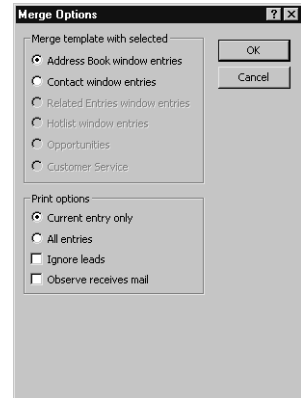 Merge Options
Merge template with selected
Address Book window entries
Contact window entries
Related Entries window entries
Hotlist window entries
Opportunities
Customer Service
Print options
Current entry only
All entries
Ignore leads
Observe receives mail
OK
Cancel